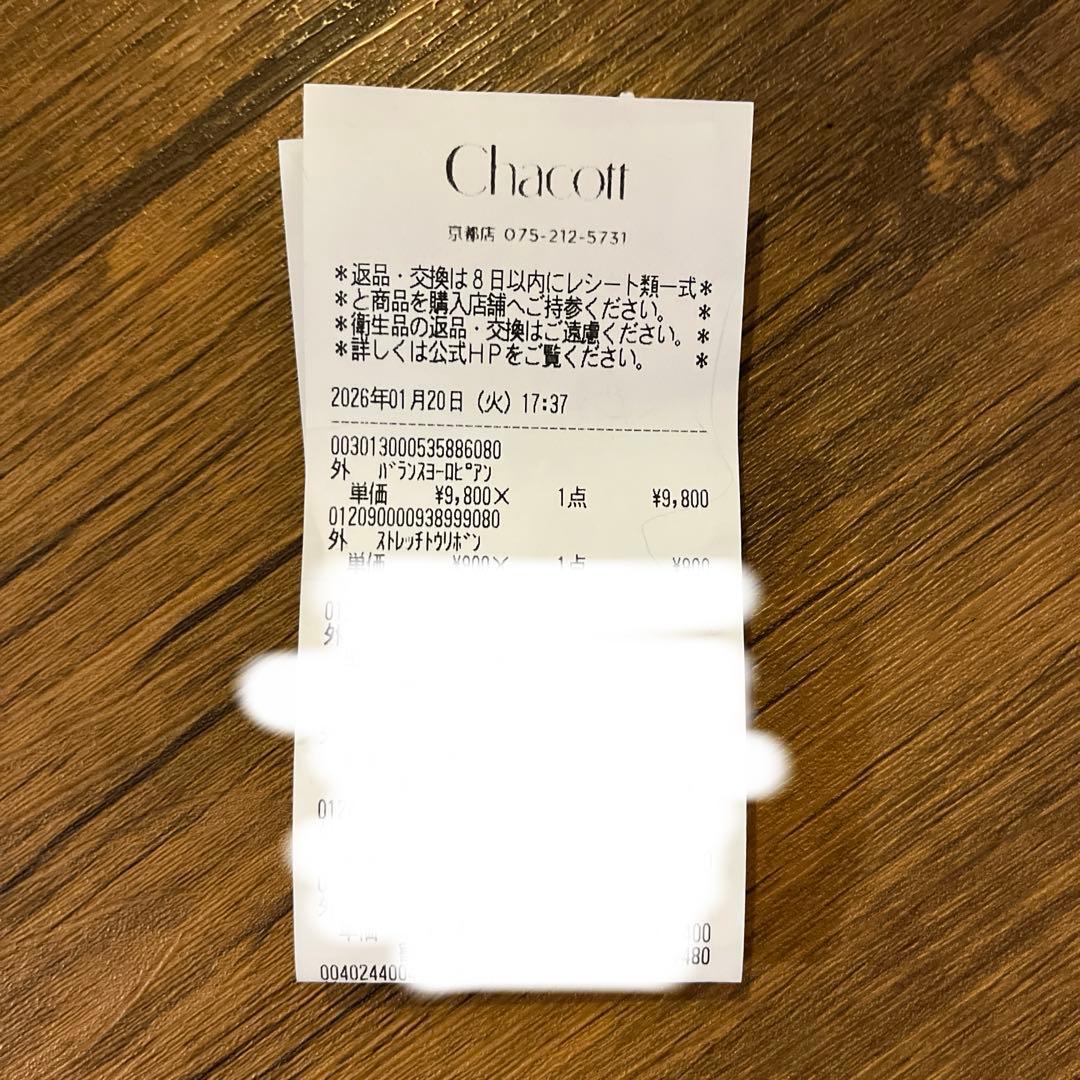 Chacott
京都店 075-212-5731
*返品・交換は8日以内にレシート類一式*
*と商品を購入店舗へご持参ください。 *
*衛生品の返品・交換はご遠慮ください。*
*詳しくは公式HPをご覧ください。 *
2026年01月20日 (火) 17:37
003013000535886080
外 ﾊﾞﾗﾝｽﾖｰﾛﾋﾟｱﾝ
単価 ¥9,800× 1点 ¥9,800
012090000938999080
外 ｽﾄﾚｯﾁﾄｳﾘﾎﾞﾝ
単価 1点
外
480